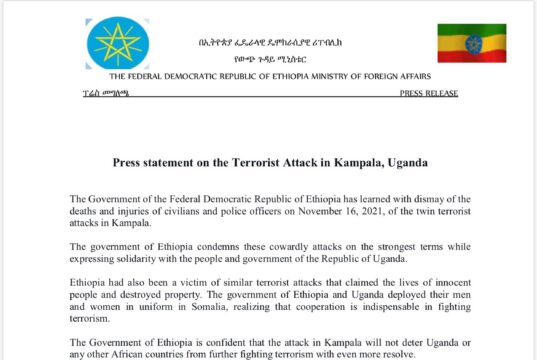 በኢትዮጵያ ፌዴራላዊ ዴሞክራሲያዊ ሪፐብሊክ
የውጭ ጉዳይ ሚኒስቴር
THE FEDERAL DEMOCRATIC REPUBLIC OF ETHIOPIA MINISTRY OF FOREIGN AFFAIRS
ፕሬስ መግለጫ PRESS RELEASE
Press statement on the Terrorist Attack in Kampala, Uganda
The Government of the Federal Democratic Republic of Ethiopia has learned with dismay of the
deaths and injuries of civilians and police officers on November 16, 2021, of the twin terrorist
attacks in Kampala.
The government of Ethiopia condemns these cowardly attacks on the strongest terms while
expressing solidarity with the people and government of the Republic of Uganda.
Ethiopia had also been a victim of similar terrorist attacks that claimed the lives of innocent
people and destroyed property. The government of Ethiopia and Uganda deployed their men
and women in uniform in Somalia, realizing that cooperation is indispensable in fighting
terrorism.
The Government of Ethiopia is confident that the attack in Kampala will not deter Uganda or
any other African countries from further fighting terrorism with even more resolve.